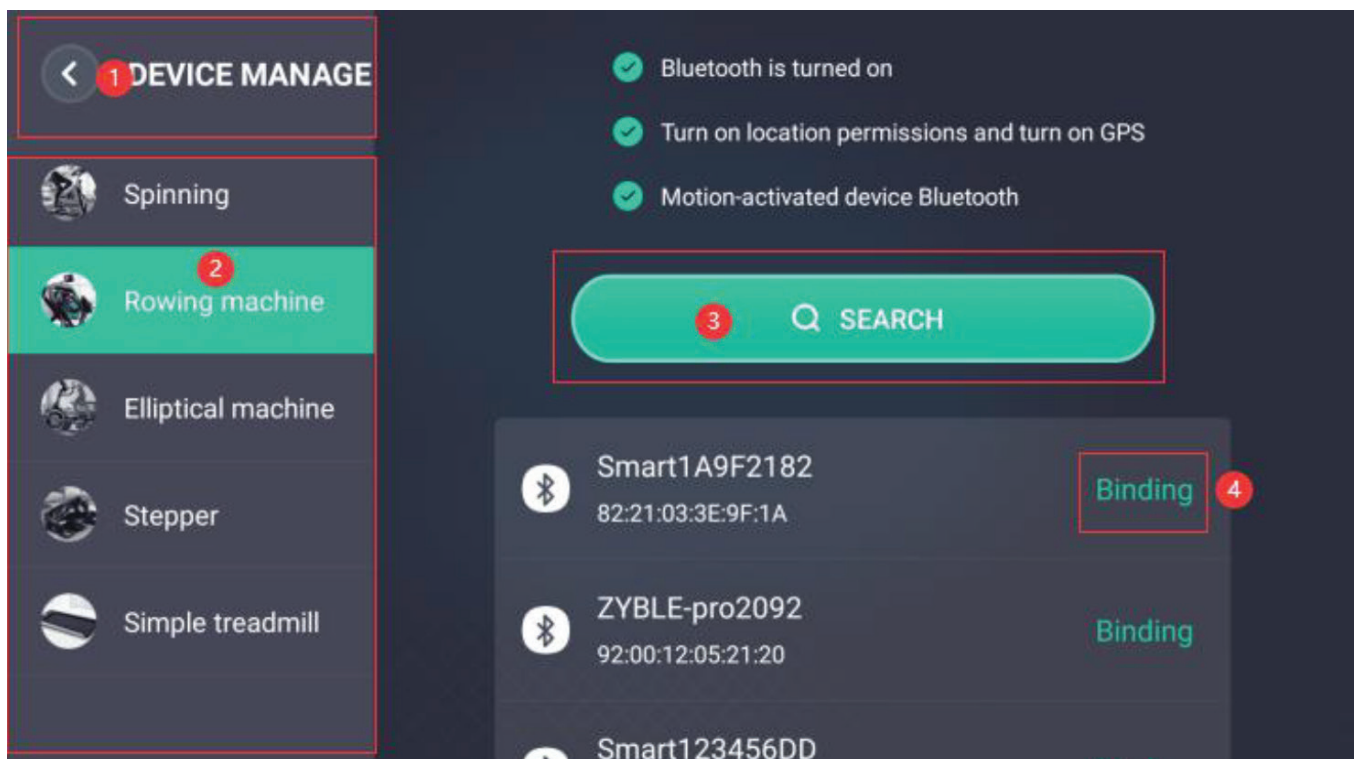 1 DEVICE MANAGE
Spinning
2
Rowing machine
Elliptical machine
Stepper
Simple treadmill
Bluetooth is turned on
Turn on location permissions and turn on GPS
Motion-activated device Bluetooth
3 SEARCH
Smart1A9F2182
82:21:03:3E:9F:1A
Binding 4
ZYBLE-pro2092
92:00:12:05:21:20
Binding
Smart123456DD